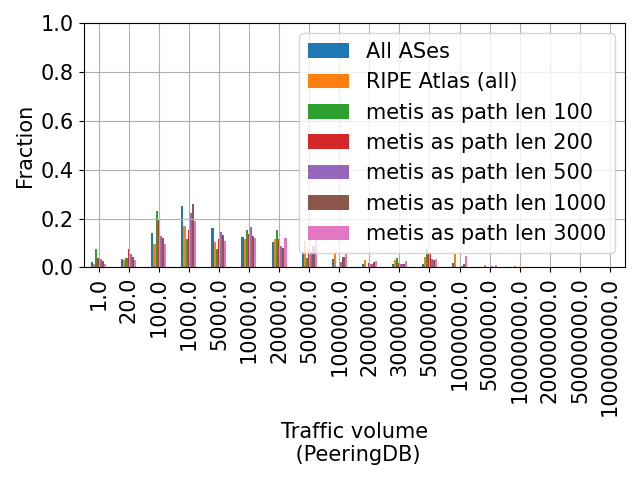 1.0
0.8
0.6
0.4
0.2
0.0
Fraction
All ASes
RIPE Atlas (all)
metis as path len 100
metis as path len 200
metis as path len 500
metis as path len 1000
metis as path len 3000
1.0
20.0
100.0
1000.0
5000.0
10000.0
20000.0
50000.0
100000.0
200000.0
300000.0
500000.0
1000000.0
5000000.0
10000000.0
20000000.0
50000000.0
100000000.0
Traffic volume
(PeeringDB)